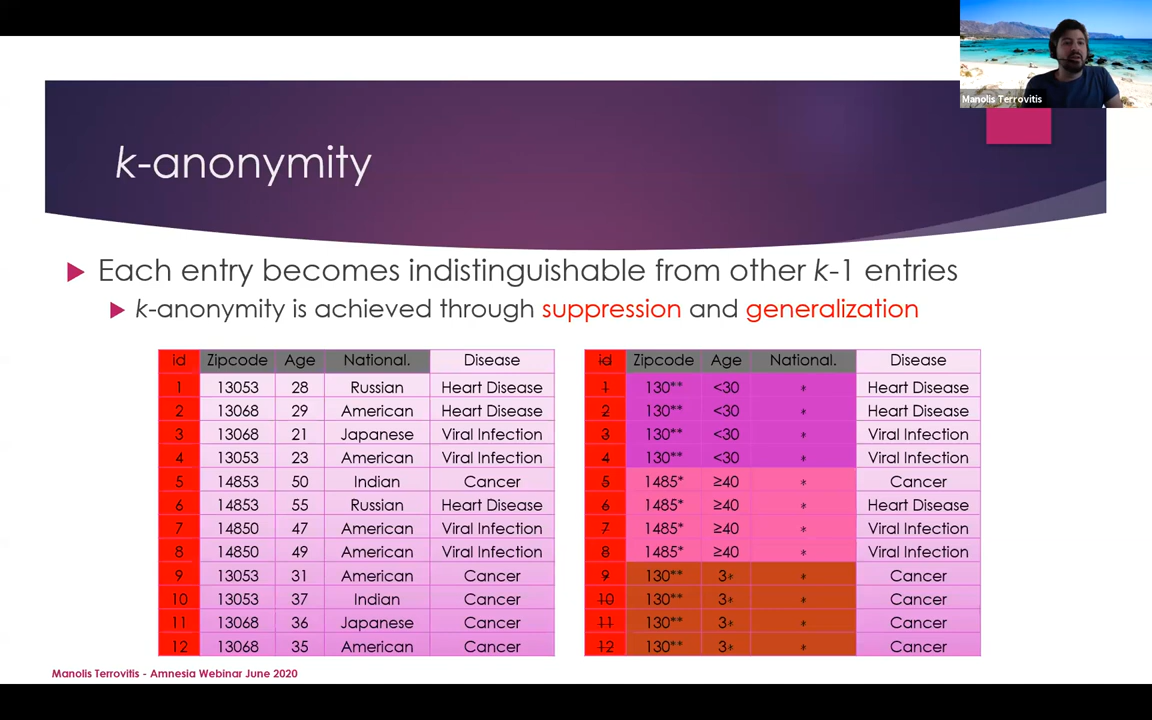 Manolis Terrovitis
k-anonymity
Each entry becomes indistinguishable from other k-1 entries
k-anonymity is achieved through suppression and generalization
id Zipcode Age National. Disease
1 13053 28 Russian Heart Disease
2 13068 29 American Heart Disease
3 13068 21 Japanese Viral Infection
4 13053 23 American Viral Infection
5 14853 50 Indian Cancer
6 14853 55 Russian Heart Disease
7 14850 47 American Viral Infection
8 14850 49 American Viral Infection
9 13053 31 American Cancer
10 13053 37 Indian Cancer
11 13068 36 Japanese Cancer
12 13068 35 American Cancer
id Zipcode Age National. Disease
1 130** <30 * Heart Disease
2 130** <30 * Heart Disease
3 130** <30 * Viral Infection
4 130** <30 * Viral Infection
5 1485* ≥40 * Cancer
6 1485* ≥40 * Heart Disease
7 1485* ≥40 * Viral Infection
8 1485* ≥40 * Viral Infection
9 130** 3* * Cancer
10 130** 3* * Cancer
11 130** 3* * Cancer
12 130** 3* * Cancer
Manolis Terrovitis - Amnesia Webinar June 2020